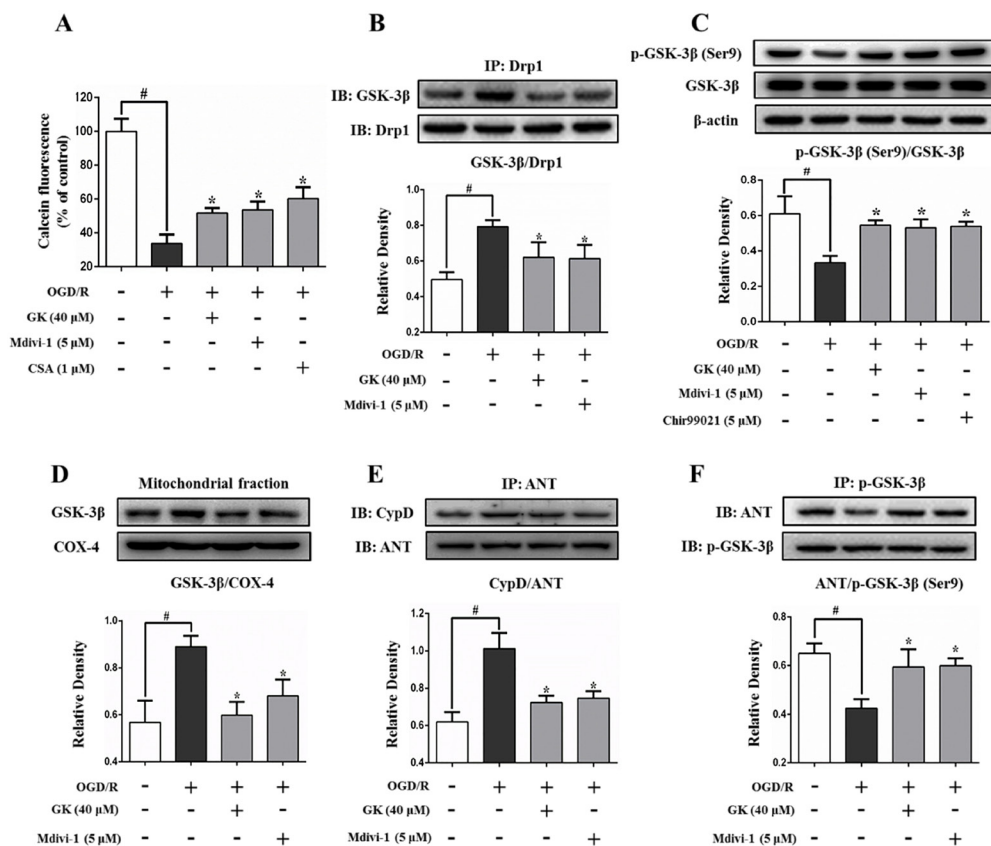 A
#
Calcein fluorescence
(% of control)
120
100
80
60
40
20
*
*
*
OGD/R - + + + +
GK (40 μM) - - + - -
Mdivi-1 (5 μM) - - - + -
CSA (1 μM) - - - - +
B
IP: Drp1
IB: GSK-3β
IB: Drp1
GSK-3β/Drp1
#
Relative Density
1.0
0.8
0.6
0.4
0.2
*
*
OGD/R - + + +
GK (40 μM) - - + -
Mdivi-1 (5 μM) - - - +
C
p-GSK-3β (Ser9)
GSK-3β
β-actin
p-GSK-3β (Ser9)/GSK-3β
#
Relative Density
0.8
0.6
0.4
0.2
0.0
*
*
*
OGD/R - + + + +
GK (40 μM) - - + - -
Mdivi-1 (5 μM) - - - + -
Chir99021 (5 μM) - - - - +
D
Mitochondrial fraction
GSK-3β
COX-4
GSK-3β/COX-4
#
Relative Density
1.0
0.8
0.6
0.4
*
*
OGD/R - + + +
GK (40 μM) - - + -
Mdivi-1 (5 μM) - - - +
E
IP: ANT
IB: CypD
IB: ANT
CypD/ANT
#
Relative Density
1.2
1.0
0.8
0.6
0.4
*
*
OGD/R - + + +
GK (40 μM) - - + -
Mdivi-1 (5 μM) - - - +
F
IP: p-GSK-3β
IB: ANT
IB: p-GSK-3β
ANT/p-GSK-3β (Ser9)
#
Relative Density
0.8
0.6
0.4
0.2
*
*
OGD/R - + + +
GK (40 μM) - - + -
Mdivi-1 (5 μM) - - - +